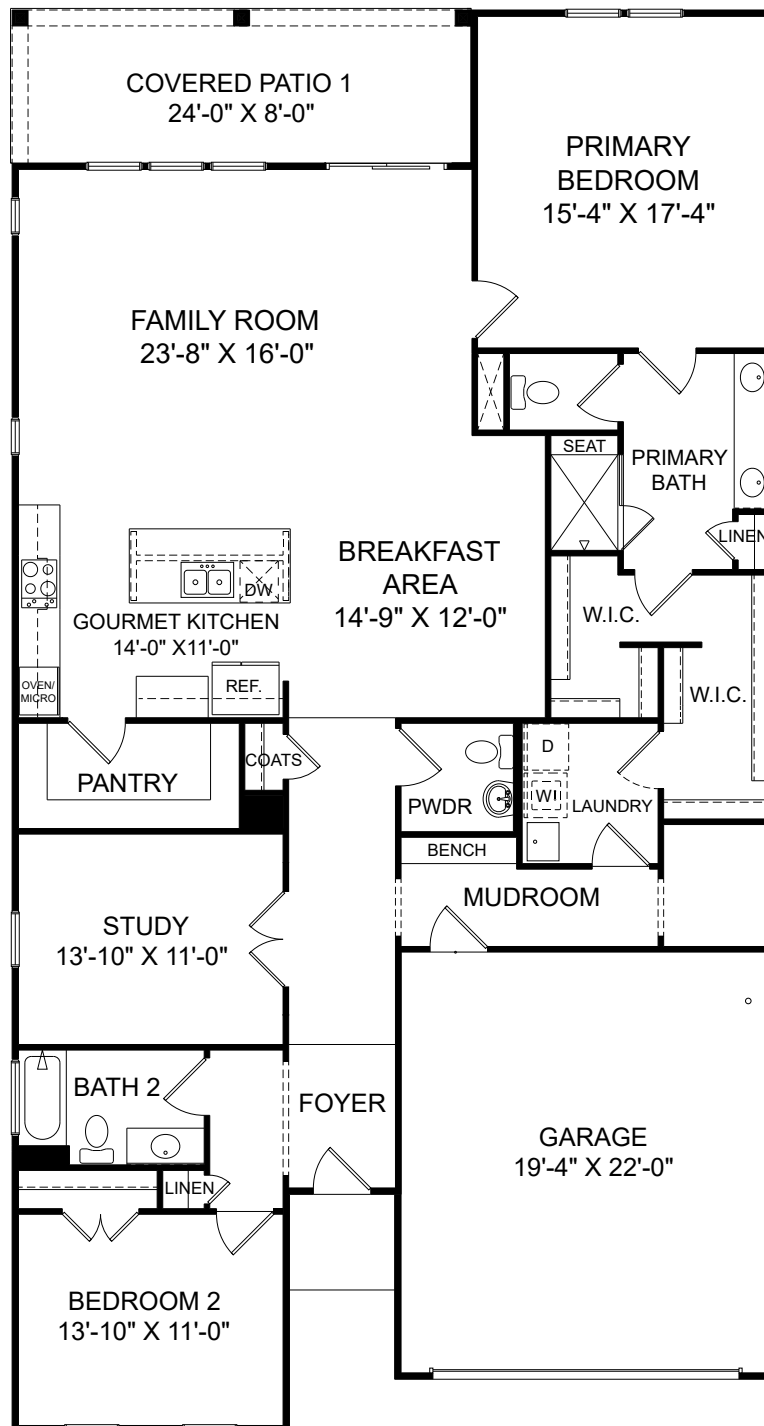 COVERED PATIO 1
24'-0" X 8'-0"
PRIMARY
BEDROOM
15'-4" X 17'-4"
FAMILY ROOM
23'-8" X 16'-0"
SEAT
PRIMARY
BATH
LINEN
BREAKFAST
AREA
14'-9" X 12'-0"
DW
GOURMET KITCHEN
14'-0" X11'-0"
OVEN/
MICRO
REF.
W.I.C.
W.I.C.
COATS
PANTRY
PWDR
D
WI
LAUNDRY
BENCH
MUDROOM
STUDY
13'-10" X 11'-0"
BATH 2
FOYER
GARAGE
19'-4" X 22'-0"
LINEN
BEDROOM 2
13'-10" X 11'-0"